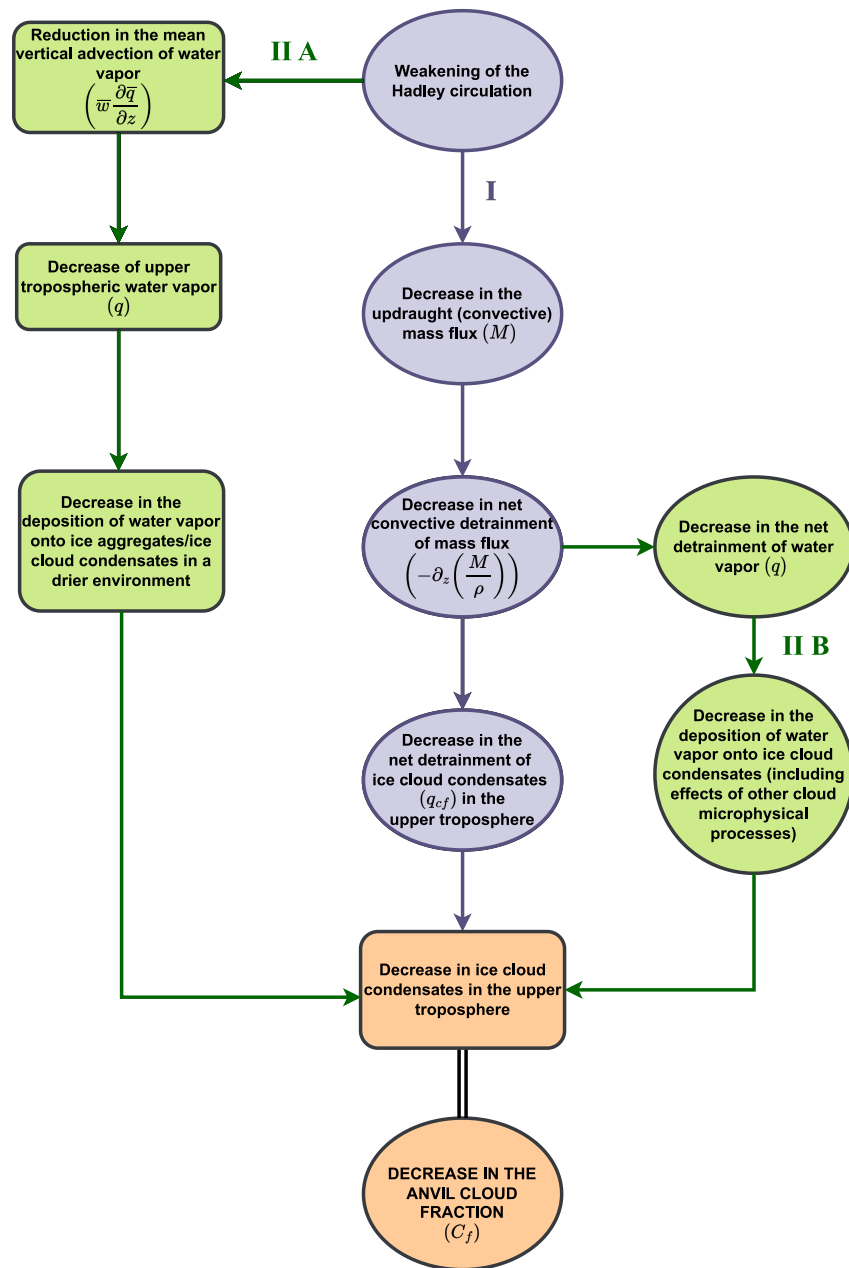 Reduction in the mean
vertical advection of water
vapor
(w̅ ∂q̅/∂z)
II A
Weakening of the
Hadley circulation
I
Decrease of upper
tropospheric water vapor
(q)
Decrease in the
updraught (convective)
mass flux (M)
Decrease in the
deposition of water vapor
onto ice aggregates/ice
cloud condensates in a
drier environment
Decrease in net
convective detrainment
of mass flux
(−∂_z(M/ρ))
Decrease in the net
detrainment of water
vapor (q)
II B
Decrease in the
net detrainment of
ice cloud condensates
(q_cf) in the
upper troposphere
Decrease in the
deposition of water
vapor onto ice cloud
condensates (including
effects of other cloud
microphysical
processes)
Decrease in ice cloud
condensates in the upper
troposphere
DECREASE IN THE
ANVIL CLOUD
FRACTION
(C_f)